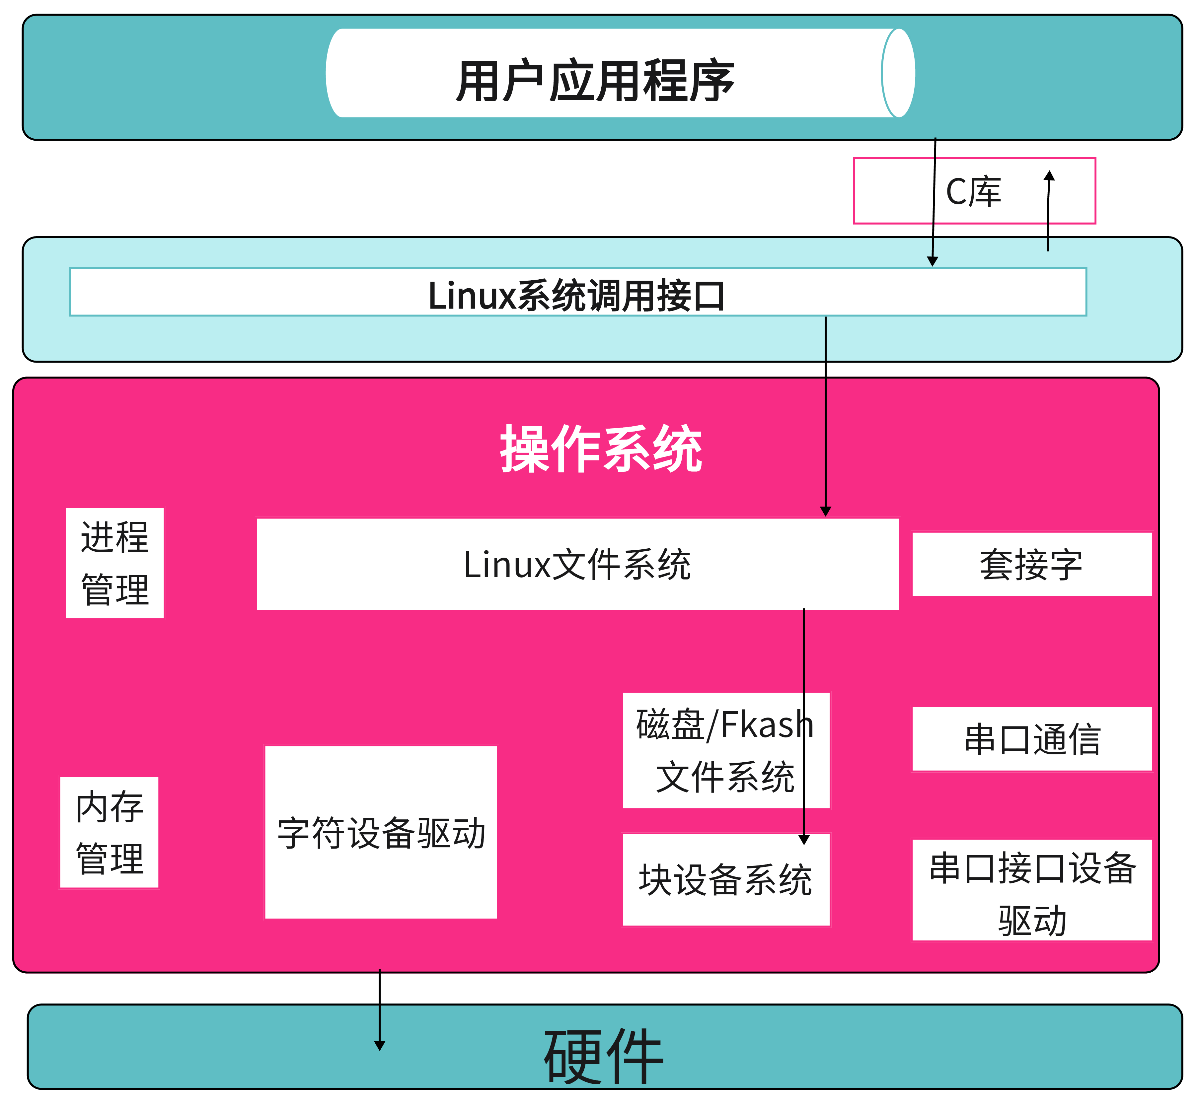 用户应用程序
C库
Linux系统调用接口
操作系统
进程
管理
Linux文件系统
套接字
磁盘/Fkash
文件系统
串口通信
内存
管理
字符设备驱动
块设备系统
串口接口设备
驱动
硬件